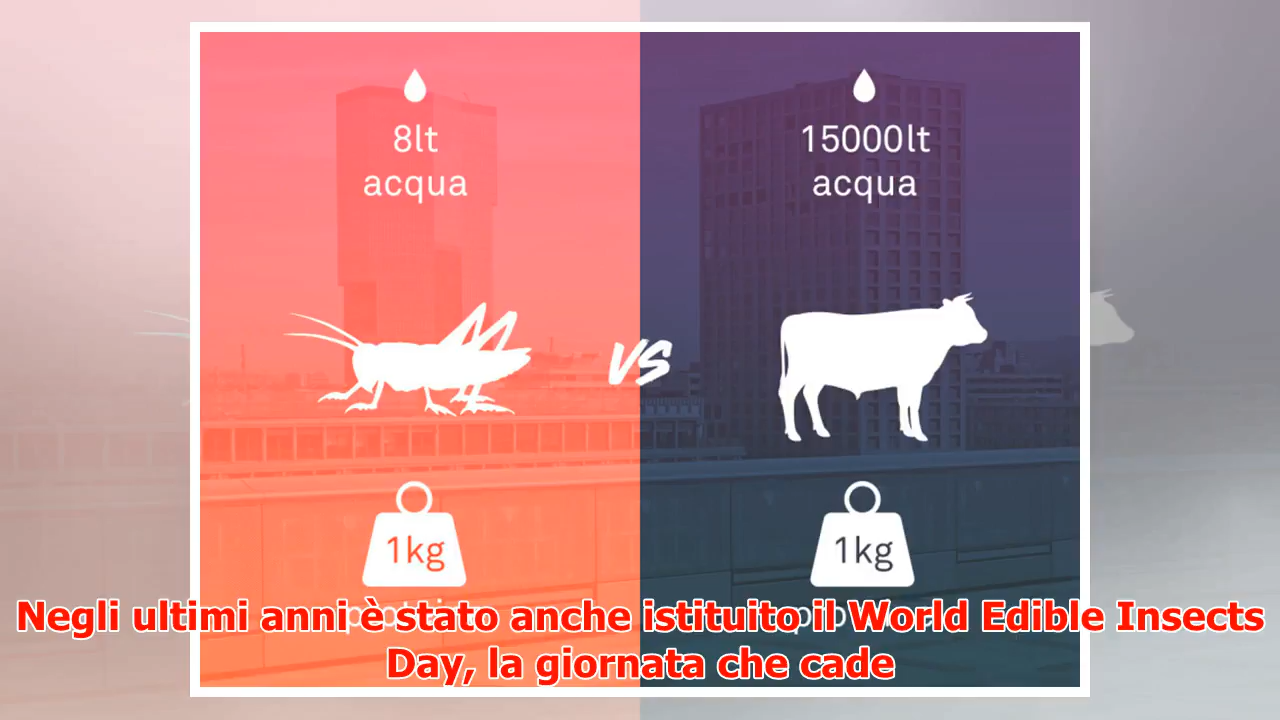 8lt
acqua
15000lt
acqua
VS
1kg
1kg
Negli ultimi anni è stato anche istituito il World Edible Insects
Day, la giornata che cade